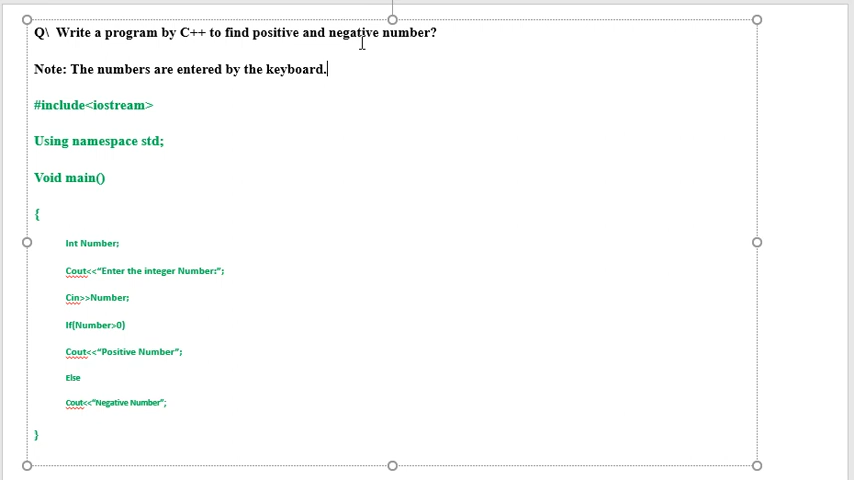 Q\ Write a program by C++ to find positive and negative number?
Note: The numbers are entered by the keyboard.
#include<iostream>
Using namespace std;
Void main()
{
Int Number;
Cout<<“Enter the integer Number:”;
Cin>>Number;
If(Number>0)
Cout<<“Positive Number”;
Else
Cout<<“Negative Number”;
}